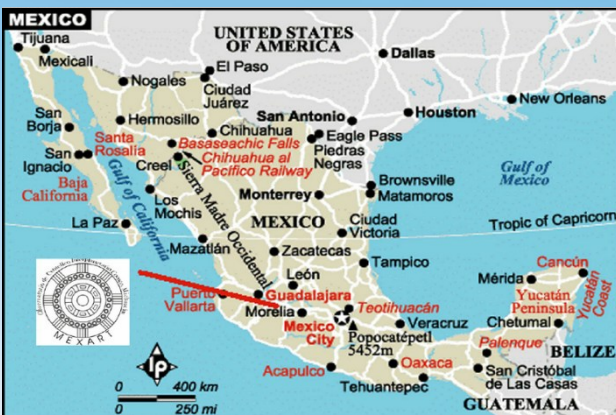 MEXICO
UNITED STATES
OF AMERICA
Tijuana
Mexicali
El Paso
Dallas
Nogales
Ciudad
Juárez
New Orleans
San
Borja
Hermosillo
San Antonio
Houston
Chihuahua
Eagle Pass
Santa
Rosalía
Basaseachic Falls
Piedras
Negras
San
Ignacio
Creel
Chihuahua al
Pacifico Railway
Gulf of
Mexico
Baja
California
Gulf of California
Los
Mochis
Sierra Madre Occidental
Monterrey
Brownsville
Matamoros
La Paz
MEXICO
Ciudad
Victoria
Tropic of Capricorn
Mazatlán
Zacatecas
Tampico
Cancún
León
Mérida
Puerto
Vallarta
Guadalajara
Teotihuacán
Yucatán
Peninsula
Yucatán
Coast
Morelia
Mexico
City
Veracruz
Chetumal
MEXART
Popocatépetl
5452m
Palenque
BELIZE
Acapulco
Oaxaca
San Cristóbal
de Las Casas
Tehuantepec
GUATEMALA
lp
0 400 km
0 250 mi